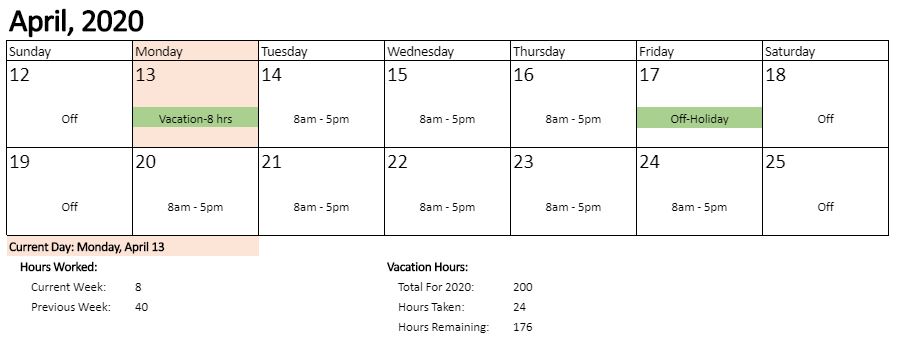 April, 2020
Sunday Monday Tuesday Wednesday Thursday Friday Saturday
12 13 14 15 16 17 18
Off Vacation-8 hrs 8am - 5pm 8am - 5pm 8am - 5pm Off-Holiday Off
19 20 21 22 23 24 25
Off 8am - 5pm 8am - 5pm 8am - 5pm 8am - 5pm 8am - 5pm Off
Current Day: Monday, April 13
Hours Worked: Vacation Hours:
Current Week: 8 Total For 2020: 200
Previous Week: 40 Hours Taken: 24
Hours Remaining: 176